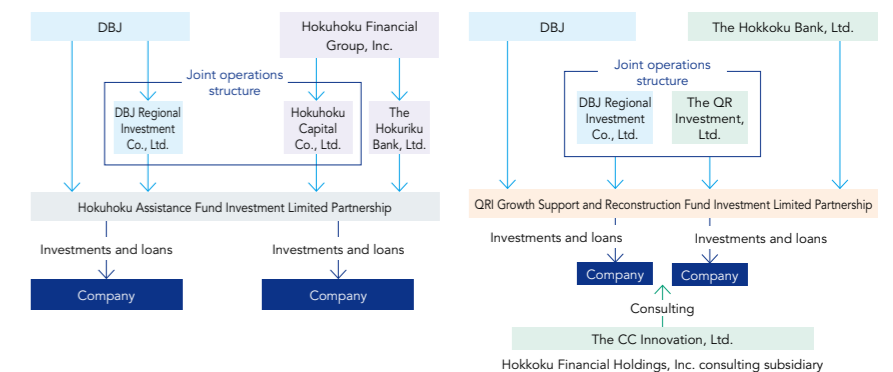 DBJ
Hokuhoku Financial
Group, Inc.
Joint operations
structure
DBJ Regional
Investment
Co., Ltd.
Hokuhoku
Capital
Co., Ltd.
The
Hokuriku
Bank, Ltd.
Hokuhoku Assistance Fund Investment Limited Partnership
Investments and loans
Investments and loans
Company
Company
DBJ
The Hokkoku Bank, Ltd.
Joint operations
structure
DBJ Regional
Investment
Co., Ltd.
The QR
Investment,
Ltd.
QRI Growth Support and Reconstruction Fund Investment Limited Partnership
Investments and loans
Investments and loans
Company
Company
Consulting
The CC Innovation, Ltd.
Hokkoku Financial Holdings, Inc. consulting subsidiary